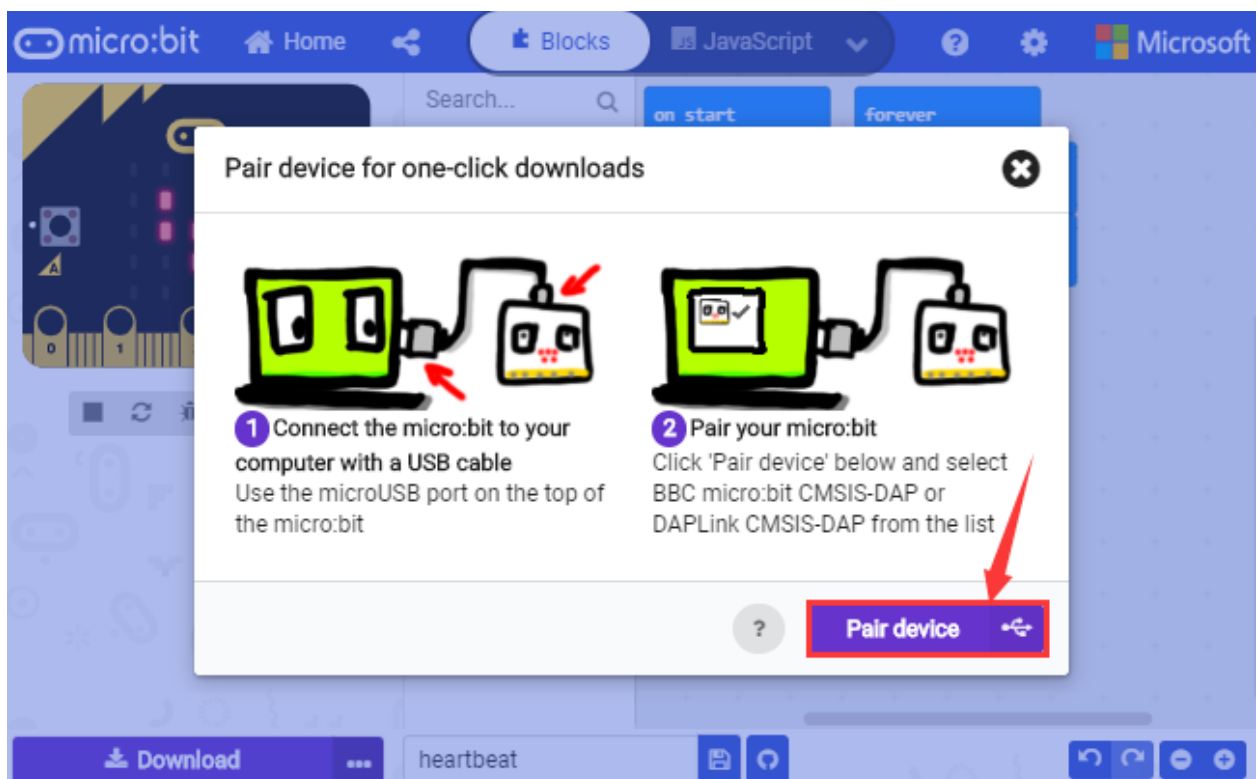 micro:bit Home Blocks JavaScript Microsoft
Search...
on start forever
Pair device for one-click downloads
A
0 1
1 Connect the micro:bit to your
computer with a USB cable
Use the microUSB port on the top of
the micro:bit
2 Pair your micro:bit
Click 'Pair device' below and select
BBC micro:bit CMSIS-DAP or
DAPLink CMSIS-DAP from the list
? Pair device
Download ... heartbeat